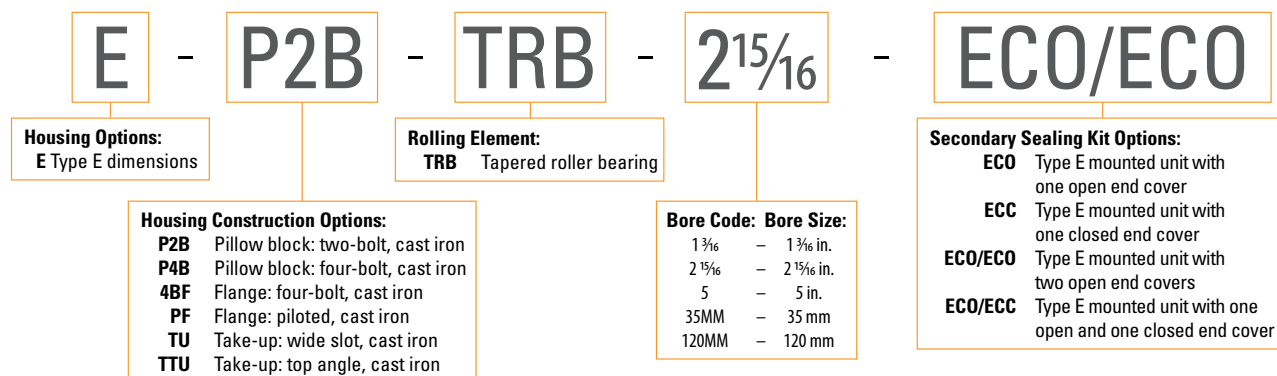 E - P2B - TRB - 2 15/16 - ECO/ECO
Housing Options:
E Type E dimensions
Rolling Element:
TRB Tapered roller bearing
Housing Construction Options:
P2B Pillow block: two-bolt, cast iron
P4B Pillow block: four-bolt, cast iron
4BF Flange: four-bolt, cast iron
PF Flange: piloted, cast iron
TU Take-up: wide slot, cast iron
TTU Take-up: top angle, cast iron
Bore Code: Bore Size:
1 3/16 – 1 3/16 in.
2 15/16 – 2 15/16 in.
5 – 5 in.
35MM – 35 mm
120MM – 120 mm
Secondary Sealing Kit Options:
ECO Type E mounted unit with
one open end cover
ECC Type E mounted unit with
one closed end cover
ECO/ECO Type E mounted unit with
two open end covers
ECO/ECC Type E mounted unit with one
open and one closed end cover